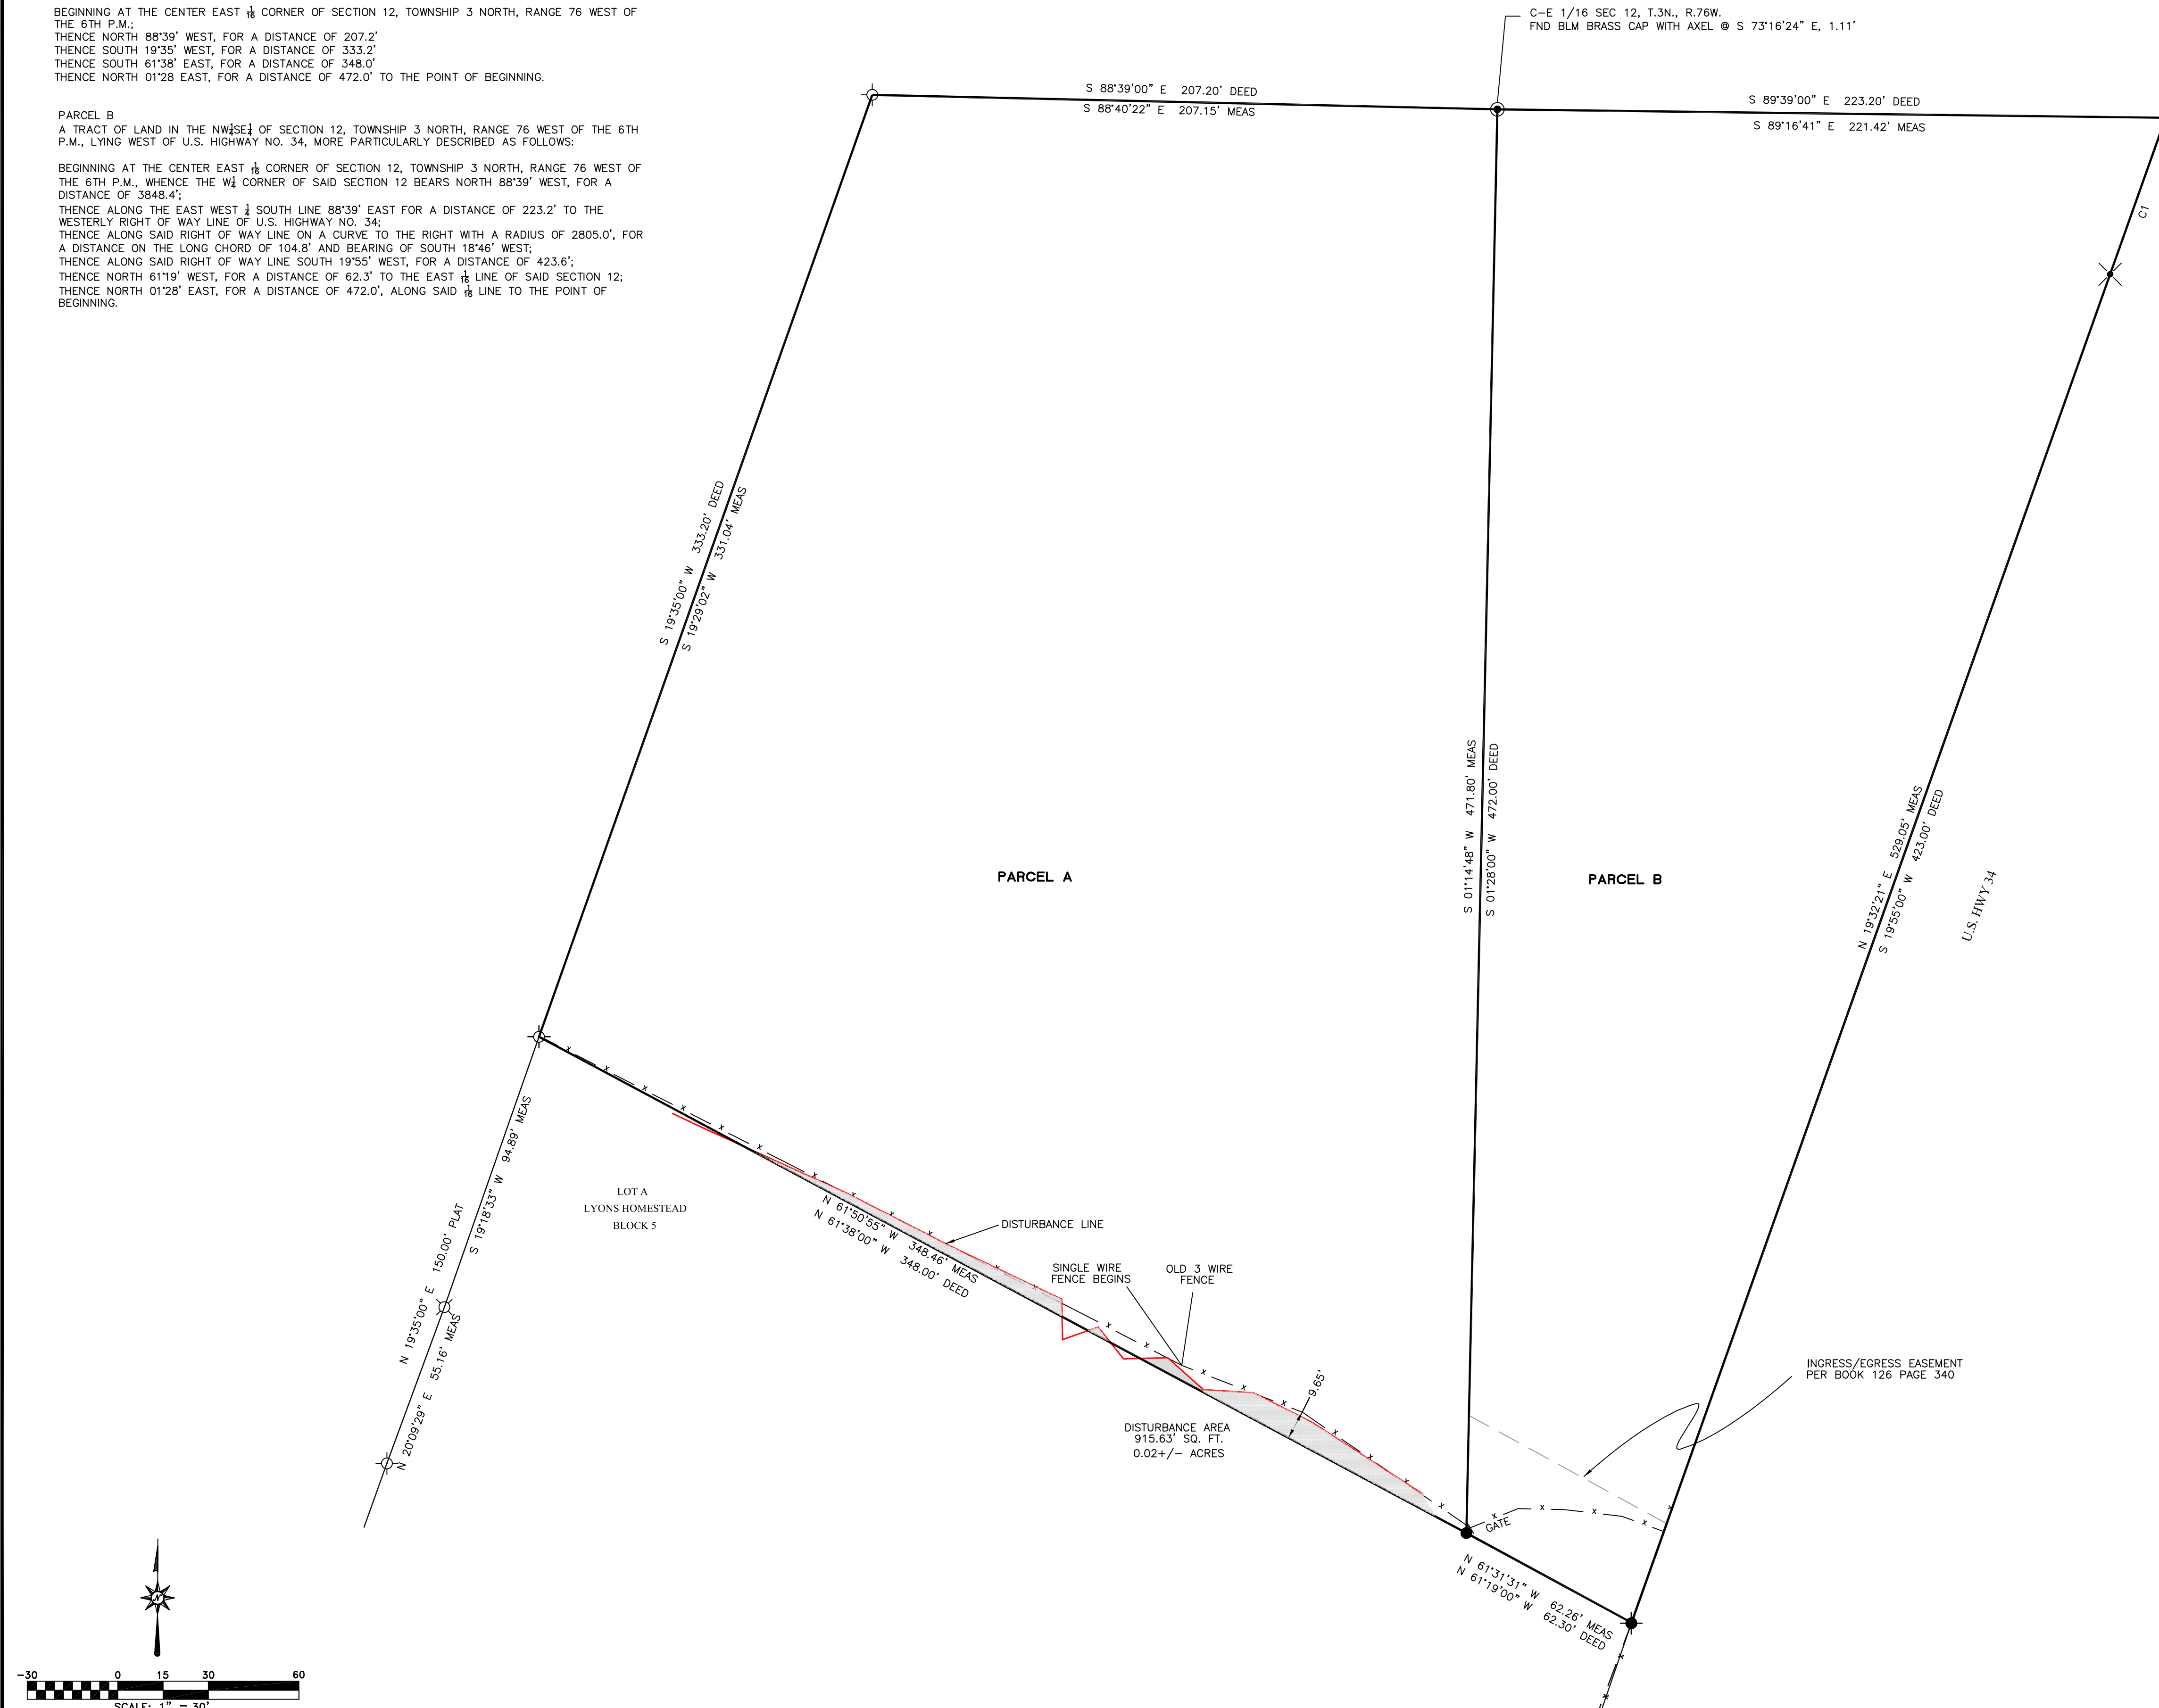 BEGINNING AT THE CENTER EAST 1/16 CORNER OF SECTION 12, TOWNSHIP 3 NORTH, RANGE 76 WEST OF
THE 6TH P.M.;
THENCE NORTH 88°39' WEST, FOR A DISTANCE OF 207.2'
THENCE SOUTH 19°35' WEST, FOR A DISTANCE OF 333.2'
THENCE SOUTH 61°38' EAST, FOR A DISTANCE OF 348.0'
THENCE NORTH 01°28 EAST, FOR A DISTANCE OF 472.0' TO THE POINT OF BEGINNING.
PARCEL B
A TRACT OF LAND IN THE NW1/4SE1/4 OF SECTION 12, TOWNSHIP 3 NORTH, RANGE 76 WEST OF THE 6TH
P.M., LYING WEST OF U.S. HIGHWAY NO. 34, MORE PARTICULARLY DESCRIBED AS FOLLOWS:
BEGINNING AT THE CENTER EAST 1/16 CORNER OF SECTION 12, TOWNSHIP 3 NORTH, RANGE 76 WEST OF
THE 6TH P.M., WHENCE THE W1/4 CORNER OF SAID SECTION 12 BEARS NORTH 88°39' WEST, FOR A
DISTANCE OF 3848.4';
THENCE ALONG THE EAST WEST 1/4 SOUTH LINE 88°39' EAST FOR A DISTANCE OF 223.2' TO THE
WESTERLY RIGHT OF WAY LINE OF U.S. HIGHWAY NO. 34;
THENCE ALONG SAID RIGHT OF WAY LINE ON A CURVE TO THE RIGHT WITH A RADIUS OF 2805.0', FOR
A DISTANCE ON THE LONG CHORD OF 104.8' AND BEARING OF SOUTH 18°46' WEST;
THENCE ALONG SAID RIGHT OF WAY LINE SOUTH 19°55' WEST, FOR A DISTANCE OF 423.6';
THENCE NORTH 61°19' WEST, FOR A DISTANCE OF 62.3' TO THE EAST 1/16 LINE OF SAID SECTION 12;
THENCE NORTH 01°28' EAST, FOR A DISTANCE OF 472.0', ALONG SAID 1/16 LINE TO THE POINT OF
BEGINNING.
C-E 1/16 SEC 12, T.3N., R.76W.
FND BLM BRASS CAP WITH AXEL @ S 73°16'24" E, 1.11'
S 88°39'00" E 207.20' DEED
S 88°40'22" E 207.15' MEAS
S 89°39'00" E 223.20' DEED
S 89°16'41" E 221.42' MEAS
C1
S 19°35'00" W 333.20' DEED
S 19°29'02" W 331.04' MEAS
S 01°14'48" W 471.80' MEAS
S 01°28'00" W 472.00' DEED
N 19°32'21" E 529.05' MEAS
S 19°55'00" W 423.00' DEED
U.S. HWY 34
PARCEL A
PARCEL B
S 19°18'33" W 94.89' MEAS
N 19°35'00" E 150.00' PLAT
N 20°09'29" E 55.16' MEAS
LOT A
LYONS HOMESTEAD
BLOCK 5
N 61°50'55" W 348.46' MEAS
N 61°38'00" W 348.00' DEED
DISTURBANCE LINE
SINGLE WIRE
FENCE BEGINS
OLD 3 WIRE
FENCE
9.65'
DISTURBANCE AREA
915.63' SQ. FT.
0.02+/- ACRES
INGRESS/EGRESS EASEMENT
PER BOOK 126 PAGE 340
GATE
N 61°31'31" W 62.26' MEAS
N 61°19'00" W 62.30' DEED
N
-30 0 15 30 60
SCALE: 1" = 30'